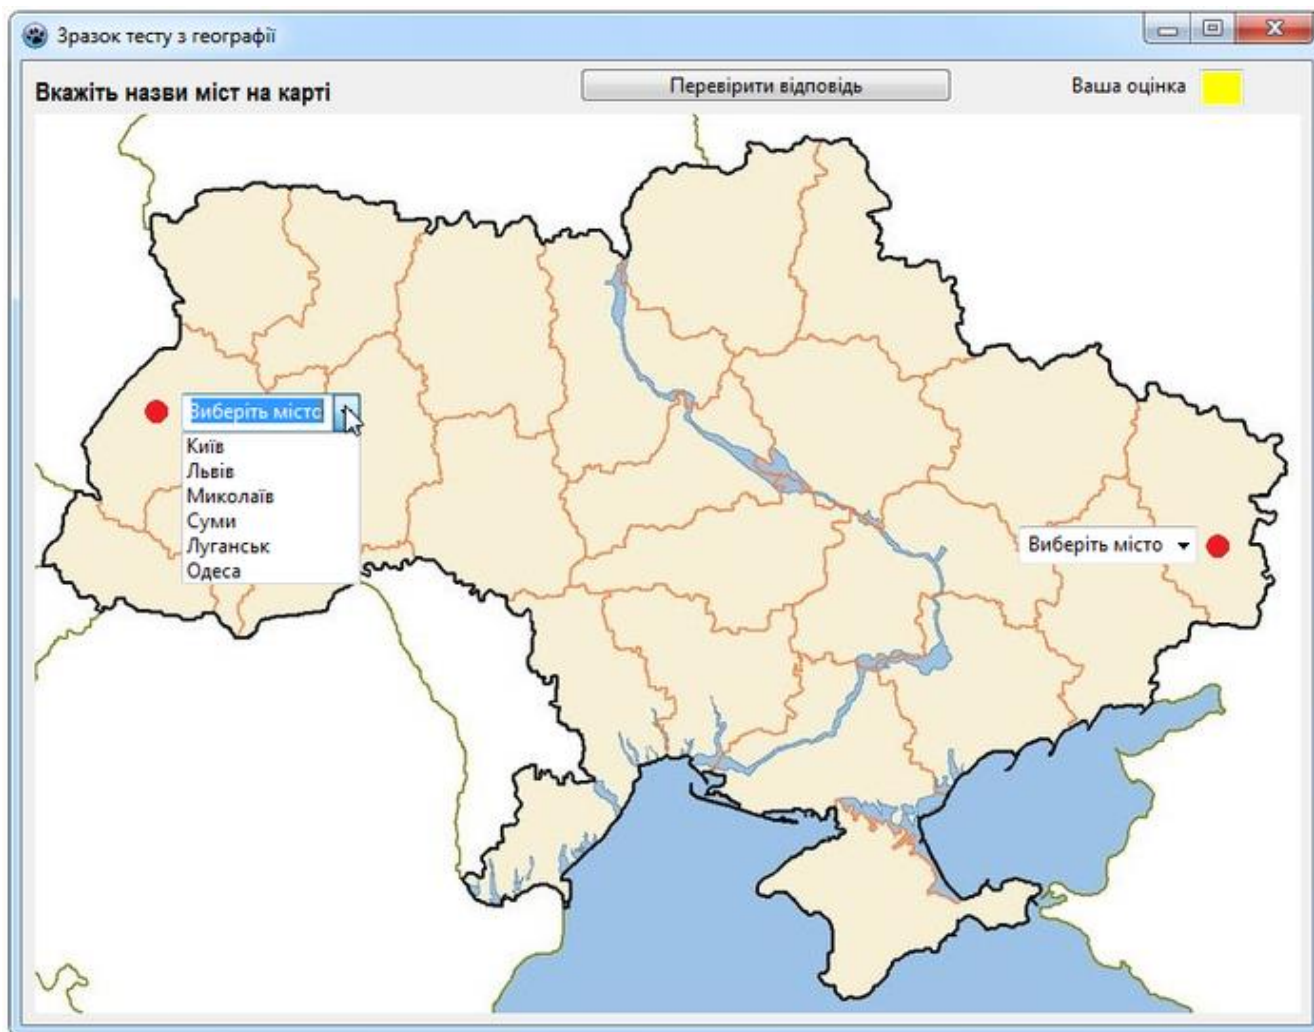 Зразок тесту з географії
Вкажіть назви міст на карті
Перевірити відповідь
Ваша оцінка
Виберіть місто
Київ
Львів
Миколаїв
Суми
Луганськ
Одеса
Виберіть місто